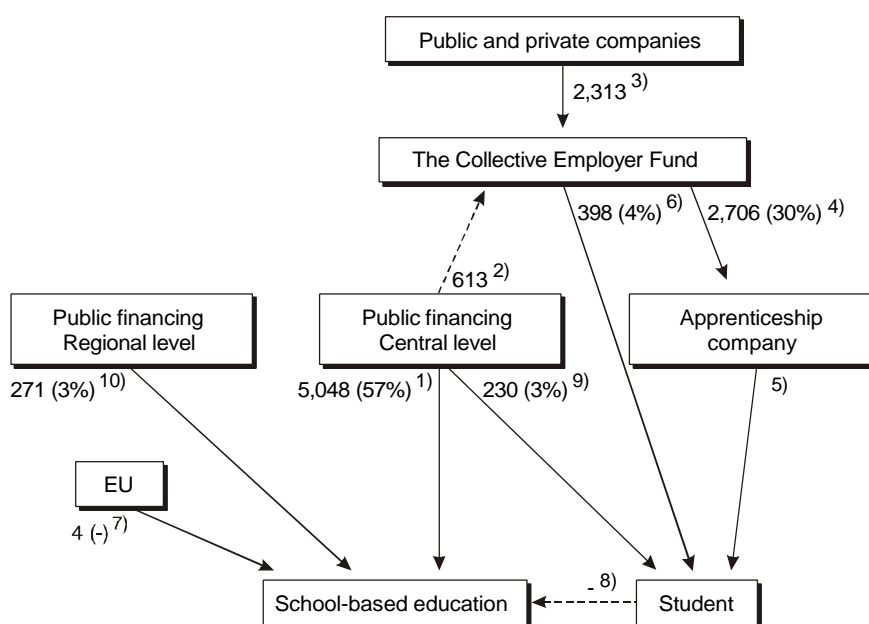 Public and private companies
2,313 3)
The Collective Employer Fund
398 (4%) 6)
2,706 (30%) 4)
613 2)
Public financing
Regional level
Public financing
Central level
Apprenticeship
company
271 (3%) 10)
5,048 (57%) 1)
230 (3%) 9)
5)
EU
4 (-) 7)
School-based education
- 8)
Student